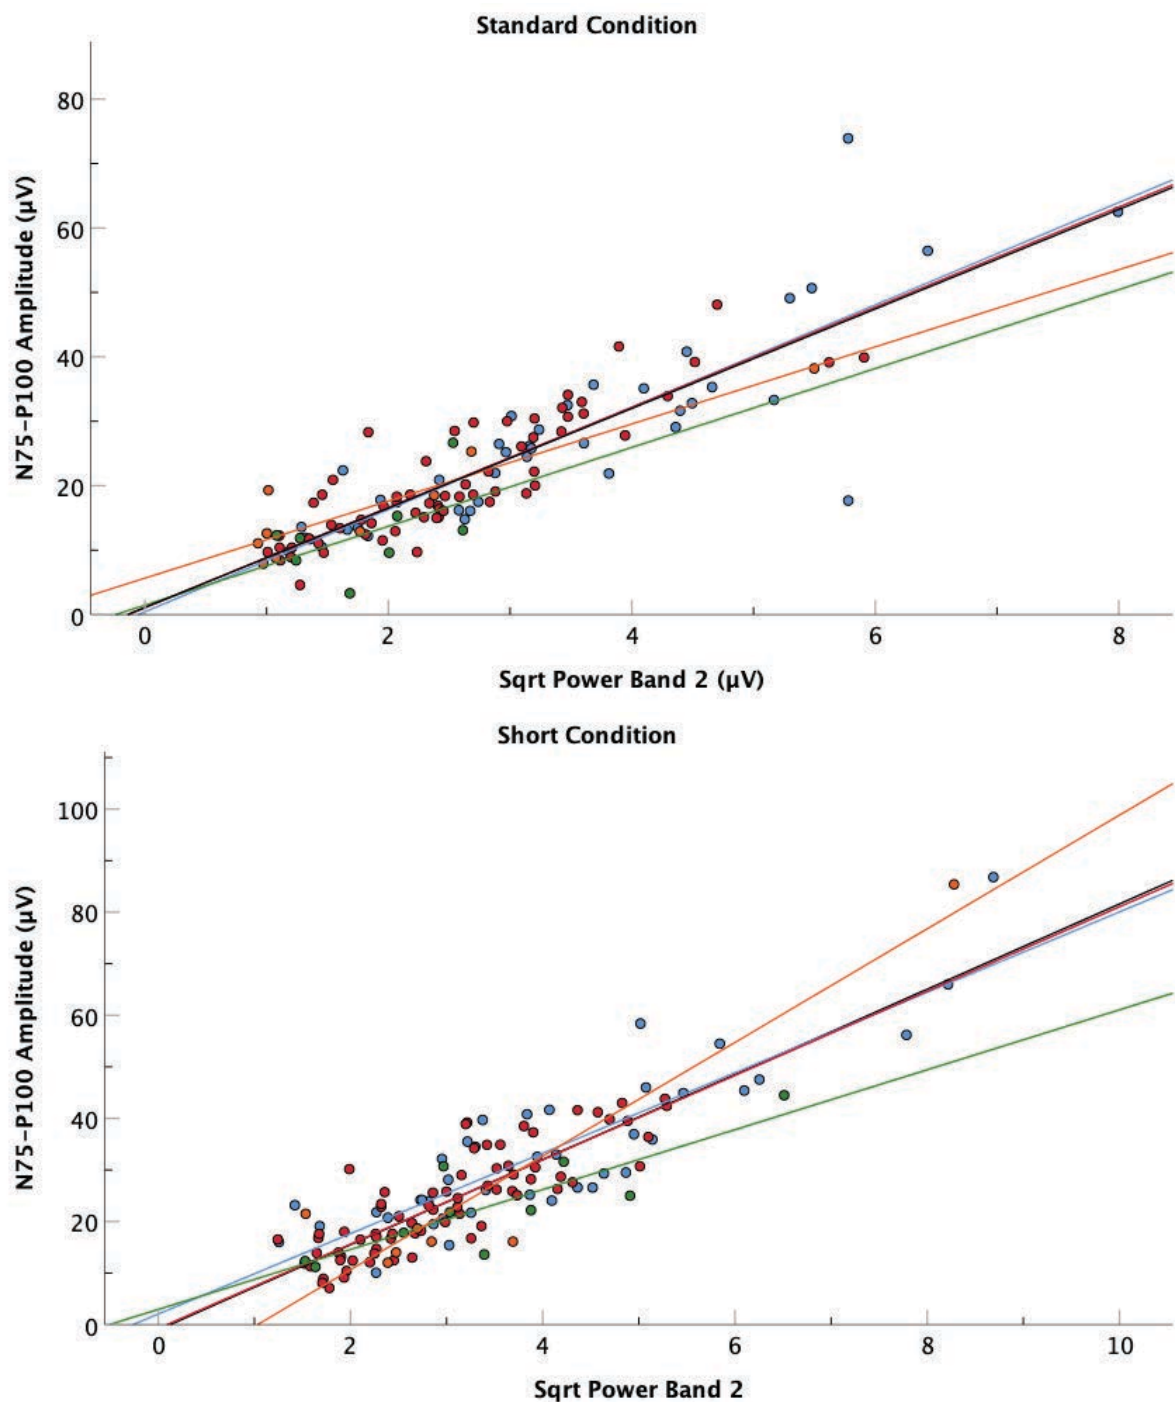 Standard Condition
80
60
40
20
0
N75-P100 Amplitude (µV)
0 2 4 6 8
Sqrt Power Band 2 (µV)
Short Condition
100
80
60
40
20
0
N75-P100 Amplitude (µV)
0 2 4 6 8 10
Sqrt Power Band 2